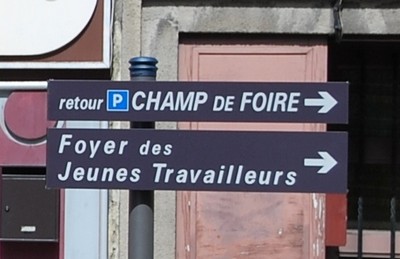 retour P CHAMP DE FOIRE
Foyer des
Jeunes Travailleurs